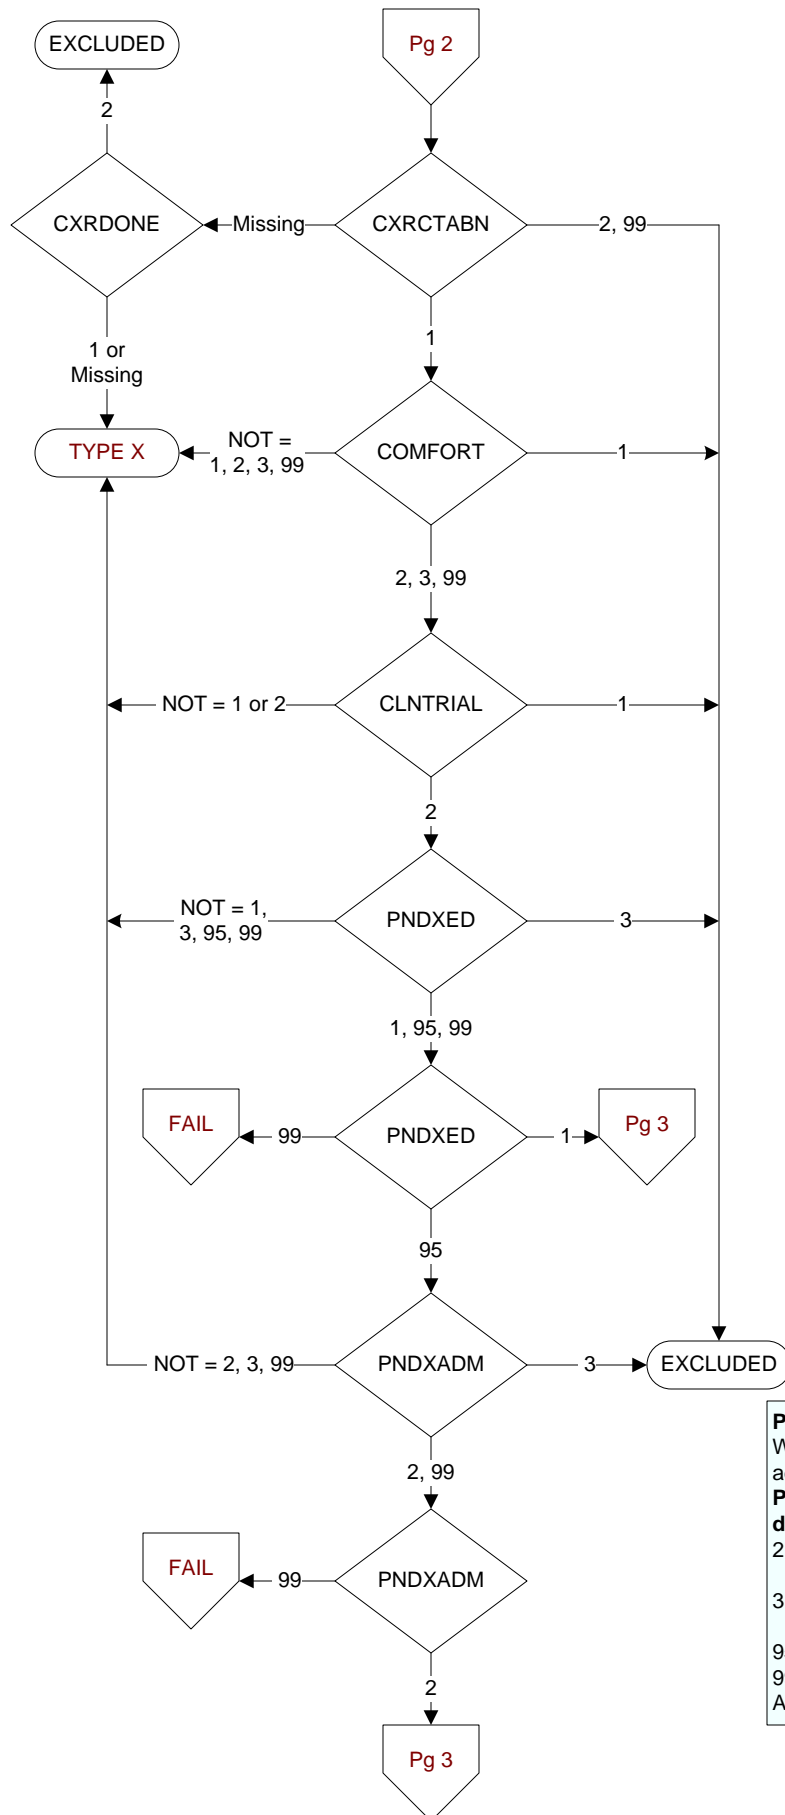 EXCLUDED
Pg 2
2
CXRDONE
Missing
CXRCTABN
2, 99
1 or
Missing
1
TYPE X
NOT =
1, 2, 3, 99
COMFORT
1
2, 3, 99
NOT = 1 or 2
CLNTRIAL
1
2
NOT = 1,
3, 95, 99
PNDXED
3
1, 95, 99
FAIL
99
PNDXED
1
Pg 3
95
NOT = 2, 3, 99
PNDXADM
3
EXCLUDED
2, 99
FAIL
99
PNDXADM
2
Pg 3
2
3